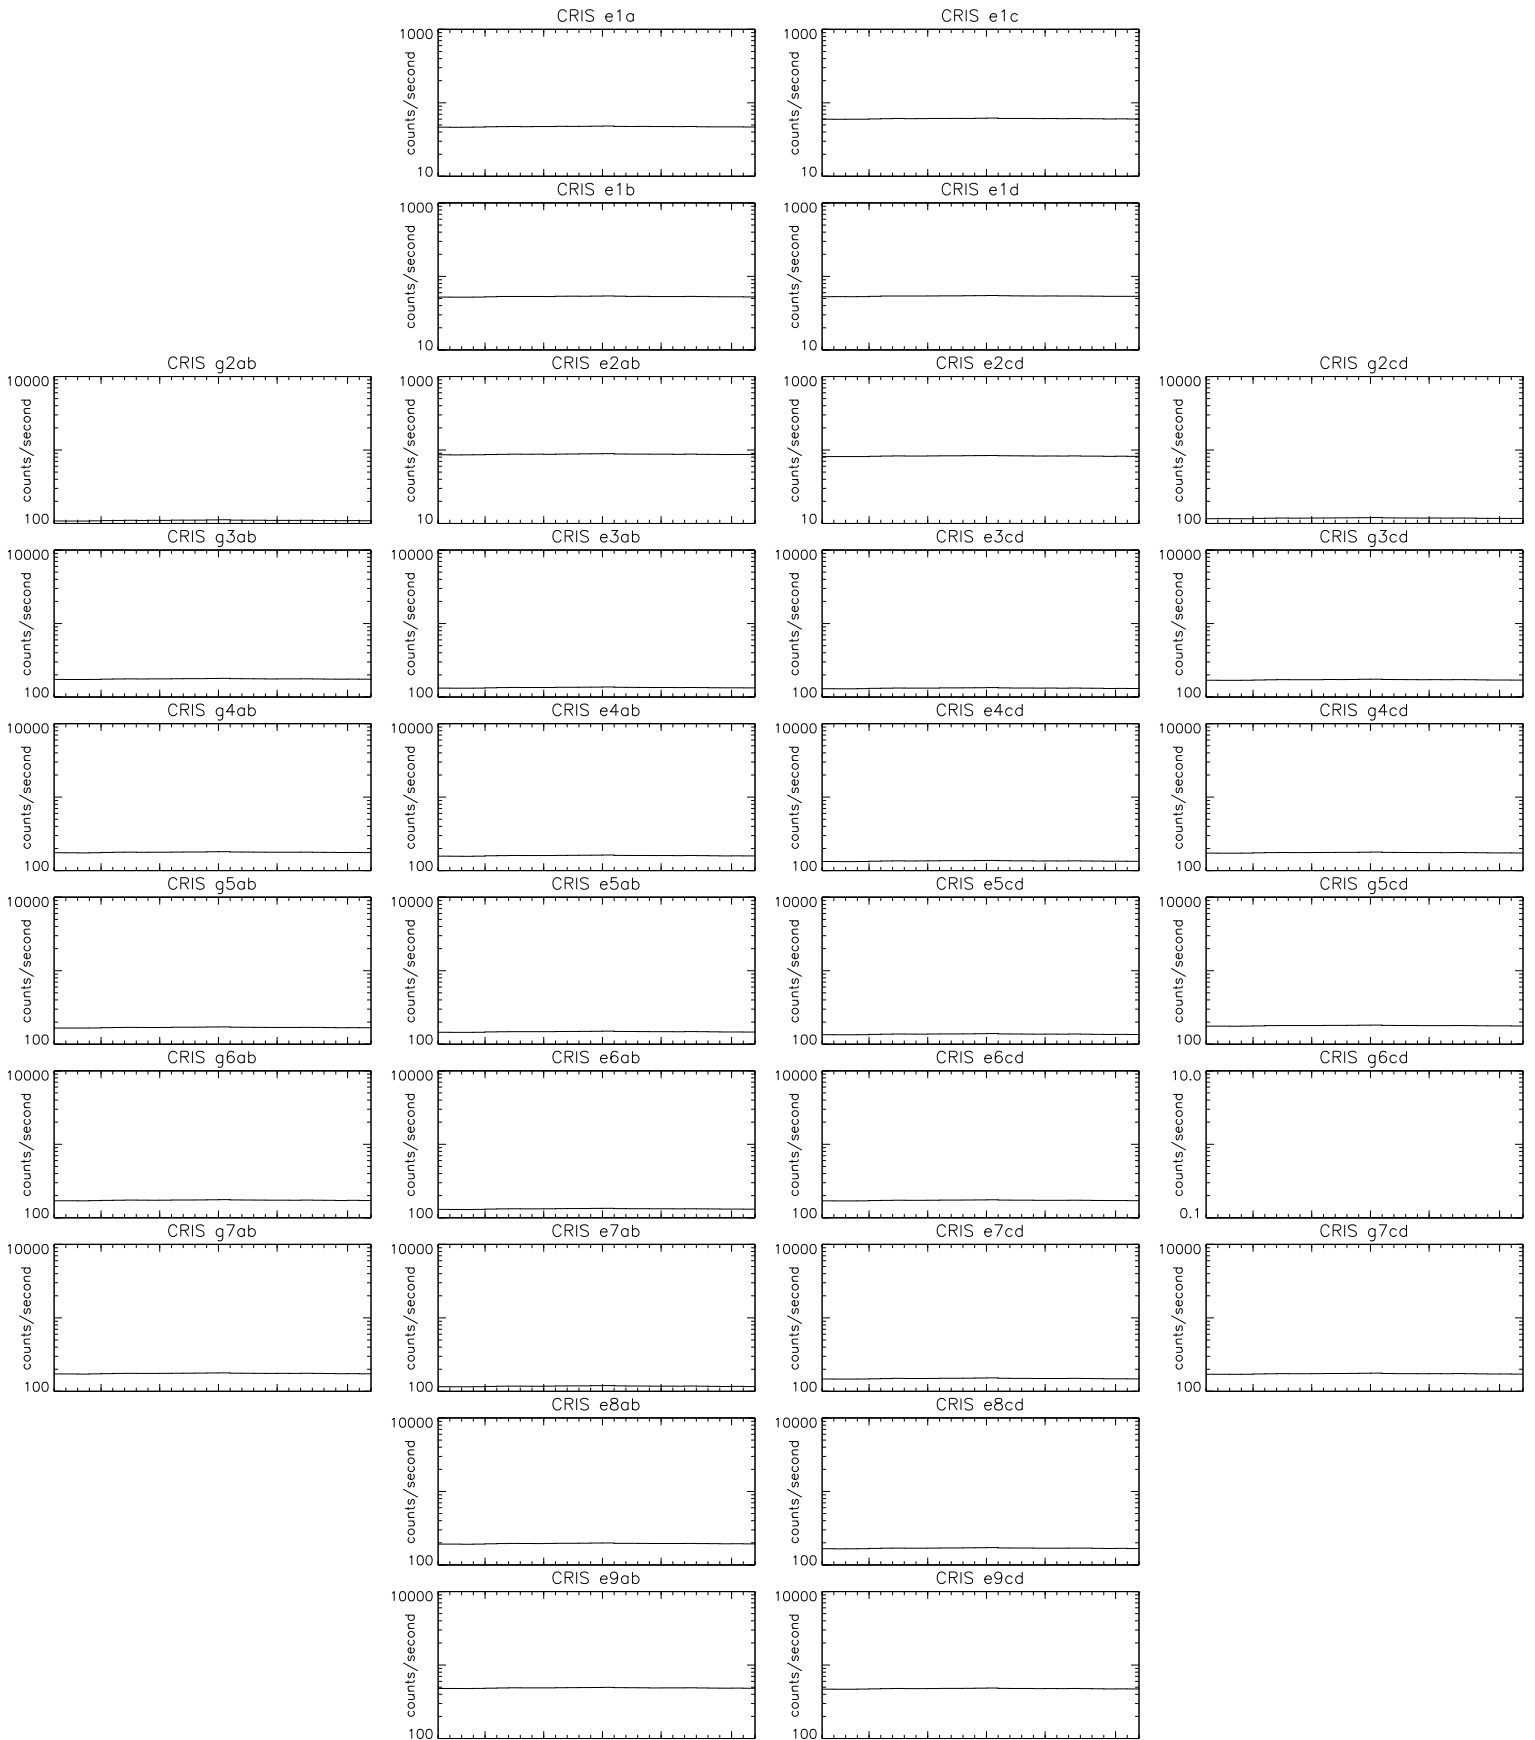 CRIS e1a
CRIS e1c
1000
counts/second
10
1000
counts/second
10
CRIS e1b
CRIS e1d
1000
counts/second
10
1000
counts/second
10
CRIS g2ab
CRIS e2ab
CRIS e2cd
CRIS g2cd
10000
counts/second
100
1000
counts/second
10
1000
counts/second
10
10000
counts/second
100
CRIS g3ab
CRIS e3ab
CRIS e3cd
CRIS g3cd
10000
counts/second
100
10000
counts/second
100
10000
counts/second
100
10000
counts/second
100
CRIS g4ab
CRIS e4ab
CRIS e4cd
CRIS g4cd
10000
counts/second
100
10000
counts/second
100
10000
counts/second
100
10000
counts/second
100
CRIS g5ab
CRIS e5ab
CRIS e5cd
CRIS g5cd
10000
counts/second
100
10000
counts/second
100
10000
counts/second
100
10000
counts/second
100
CRIS g6ab
CRIS e6ab
CRIS e6cd
CRIS g6cd
10000
counts/second
100
10000
counts/second
100
10000
counts/second
100
10.0
counts/second
0.1
CRIS g7ab
CRIS e7ab
CRIS e7cd
CRIS g7cd
10000
counts/second
100
10000
counts/second
100
10000
counts/second
100
10000
counts/second
100
CRIS e8ab
CRIS e8cd
10000
counts/second
100
10000
counts/second
100
CRIS e9ab
CRIS e9cd
10000
counts/second
100
10000
counts/second
100